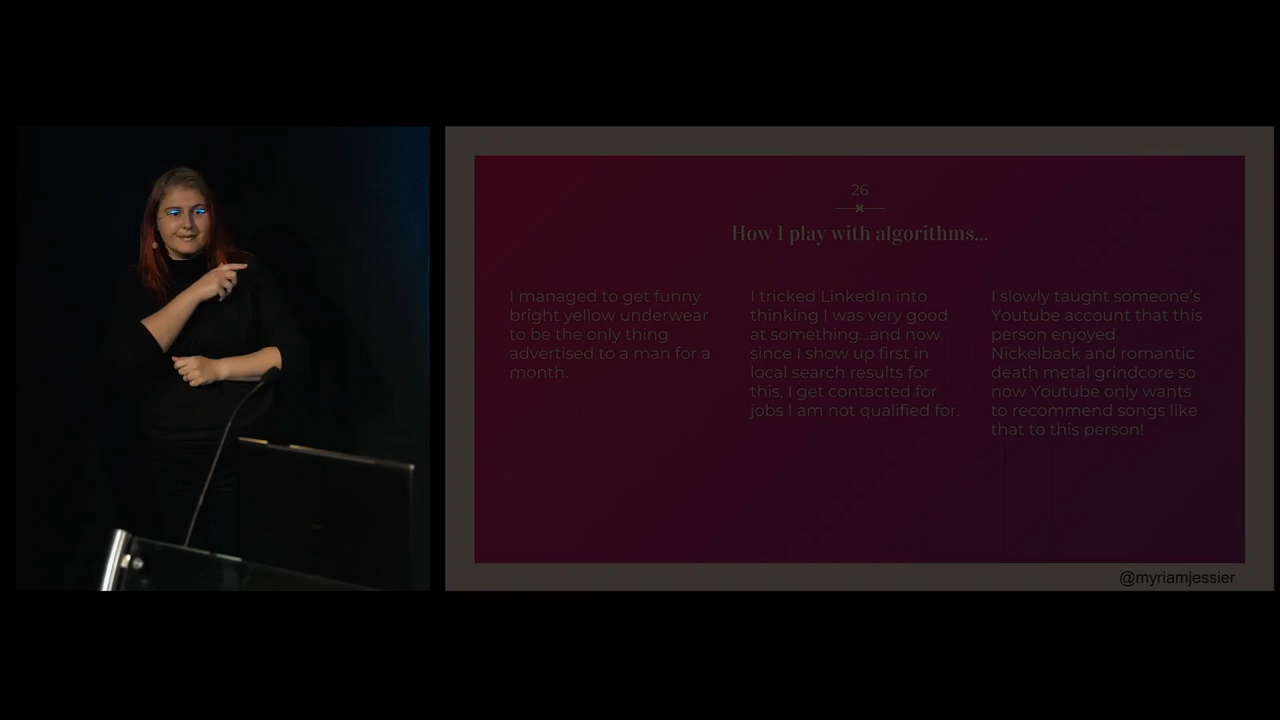 26
How I play with algorithms...
I managed to get funny
bright yellow underwear
to be the only thing
advertised to a man for a
month.
I tricked LinkedIn into
thinking I was very good
at something...and now
since I show up first in
local search results for
this, I get contacted for
jobs I am not qualified for.
I slowly taught someone's
Youtube account that this
person enjoyed
Nickelback and romantic
death metal grindcore so
now Youtube only wants
to recommend songs like
that to this person!
@myriamjessier